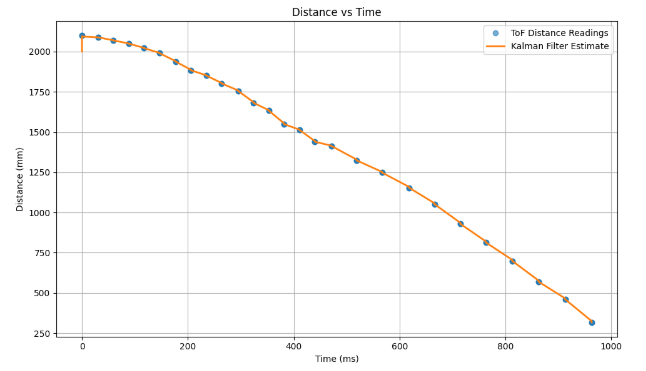 Distance vs Time
ToF Distance Readings
Kalman Filter Estimate
Distance (mm)
2000
1750
1500
1250
1000
750
500
250
0 200 400 600 800 1000
Time (ms)